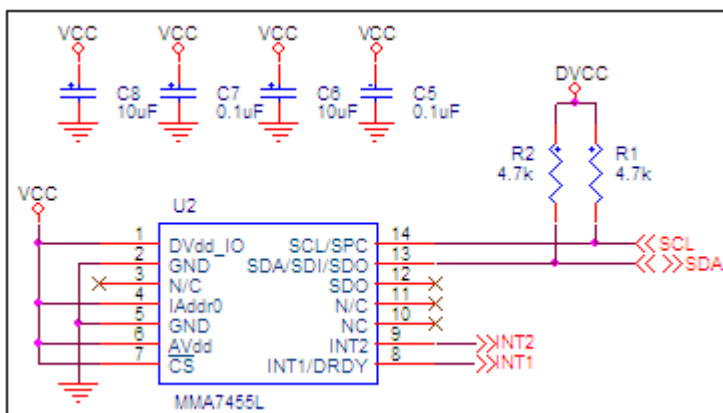 VCC VCC VCC VCC
C8 10uF
C7 0.1uF
C6 10uF
C5 0.1uF
DVCC
R2 4.7k
R1 4.7k
VCC
U2
1 DVdd_IO
2 GND
3 N/C
4 IAddr0
5 GND
6 AVdd
7 CS
SCL/SPC 14
SDA/SDI/SDO 13
SDO 12
N/C 11
NC 10
INT2 9
INT1/DRDY 8
SCL
SDA
INT2
INT1
MMA7455L